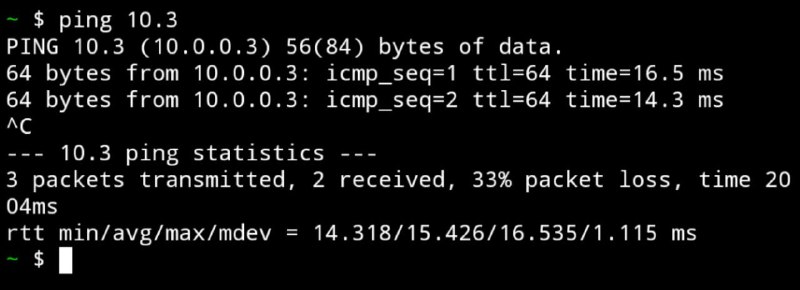 ~ $ ping 10.3
PING 10.3 (10.0.0.3) 56(84) bytes of data.
64 bytes from 10.0.0.3: icmp_seq=1 ttl=64 time=16.5 ms
64 bytes from 10.0.0.3: icmp_seq=2 ttl=64 time=14.3 ms
^C
--- 10.3 ping statistics ---
3 packets transmitted, 2 received, 33% packet loss, time 20
04ms
rtt min/avg/max/mdev = 14.318/15.426/16.535/1.115 ms
~ $